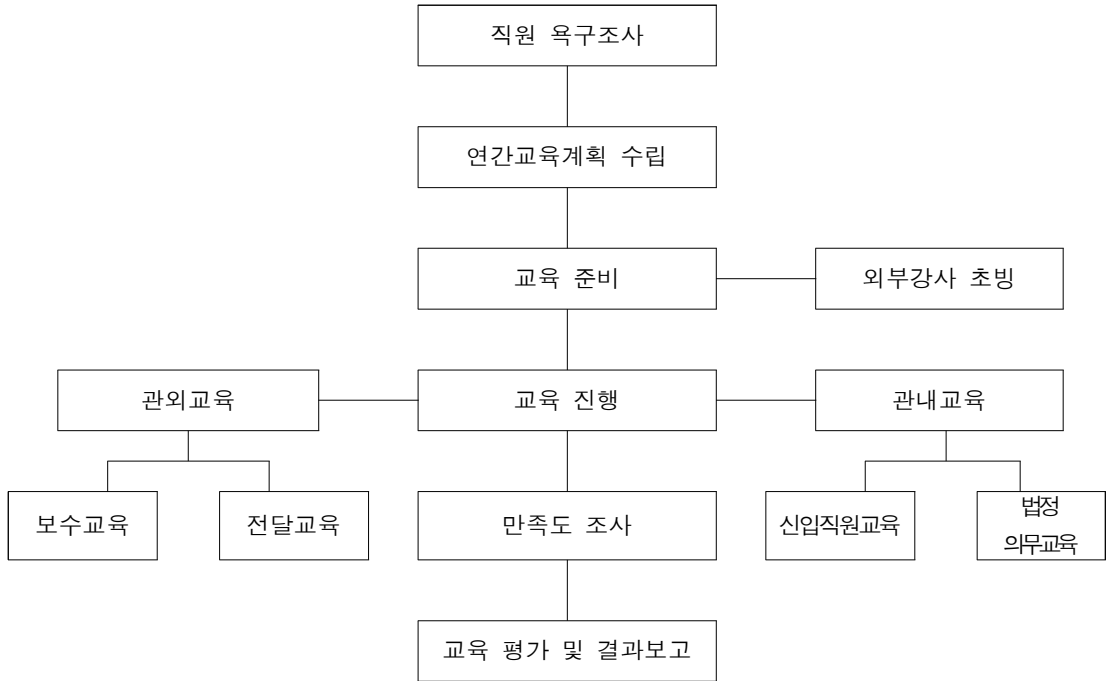 직원 욕구조사
연간교육계획 수립
교육 준비
외부강사 초빙
관외교육
교육 진행
관내교육
보수교육
전달교육
만족도 조사
신입직원교육
법정
의무교육
교육 평가 및 결과보고